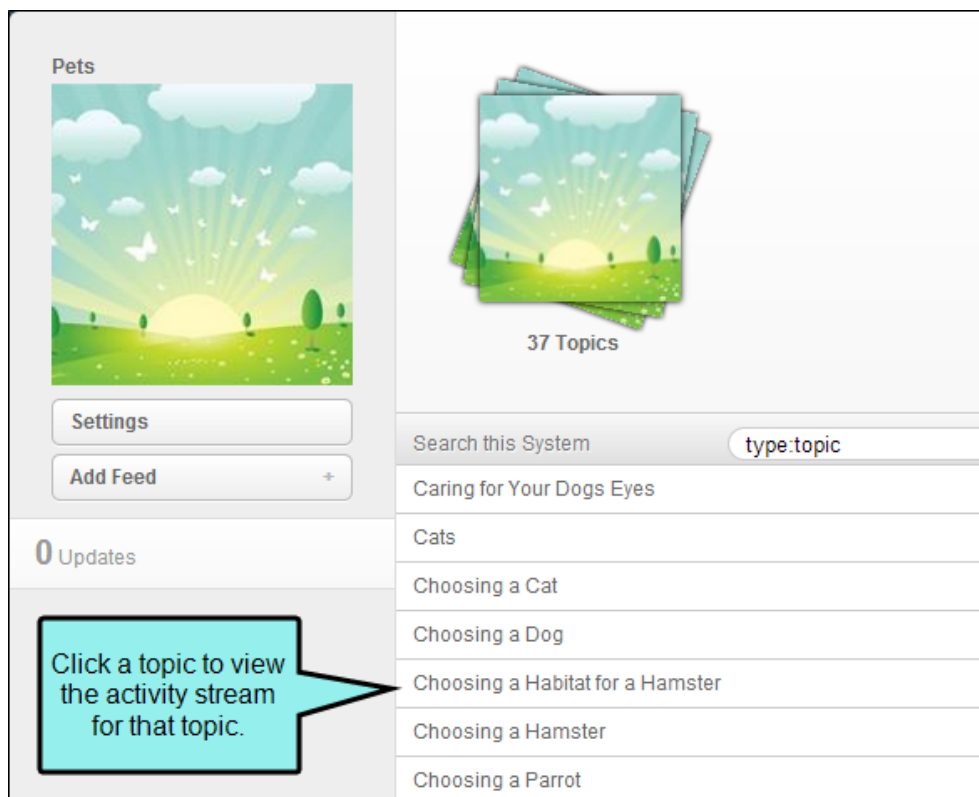 Pets
Settings
Add Feed +
0 Updates
Click a topic to view
the activity stream
for that topic.
37 Topics
Search this System type:topic
Caring for Your Dogs Eyes
Cats
Choosing a Cat
Choosing a Dog
Choosing a Habitat for a Hamster
Choosing a Hamster
Choosing a Parrot